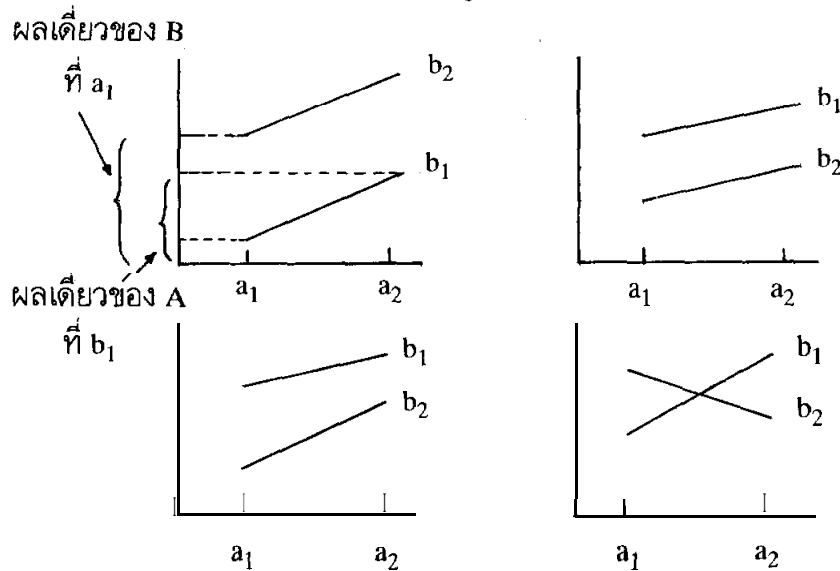 ผลเดี่ยวของ B
ที่ a1
b2
b1
a1 a2
ผลเดี่ยวของ A
ที่ b1
b1
b2
a1 a2
b1
b2
a1 a2
b1
b2
a1 a2